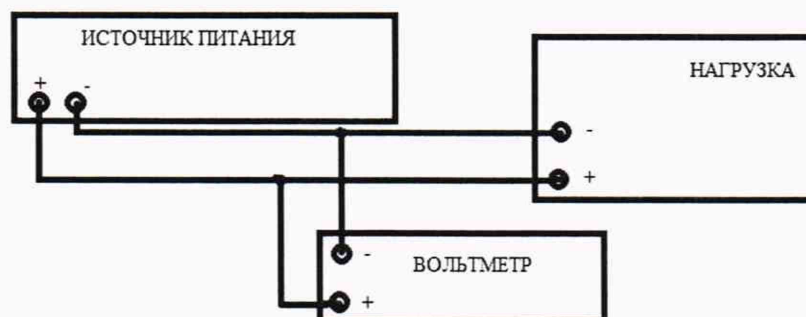 ИСТОЧНИК ПИТАНИЯ
+ -
НАГРУЗКА
-
+
- ВОЛЬТМЕТР
+